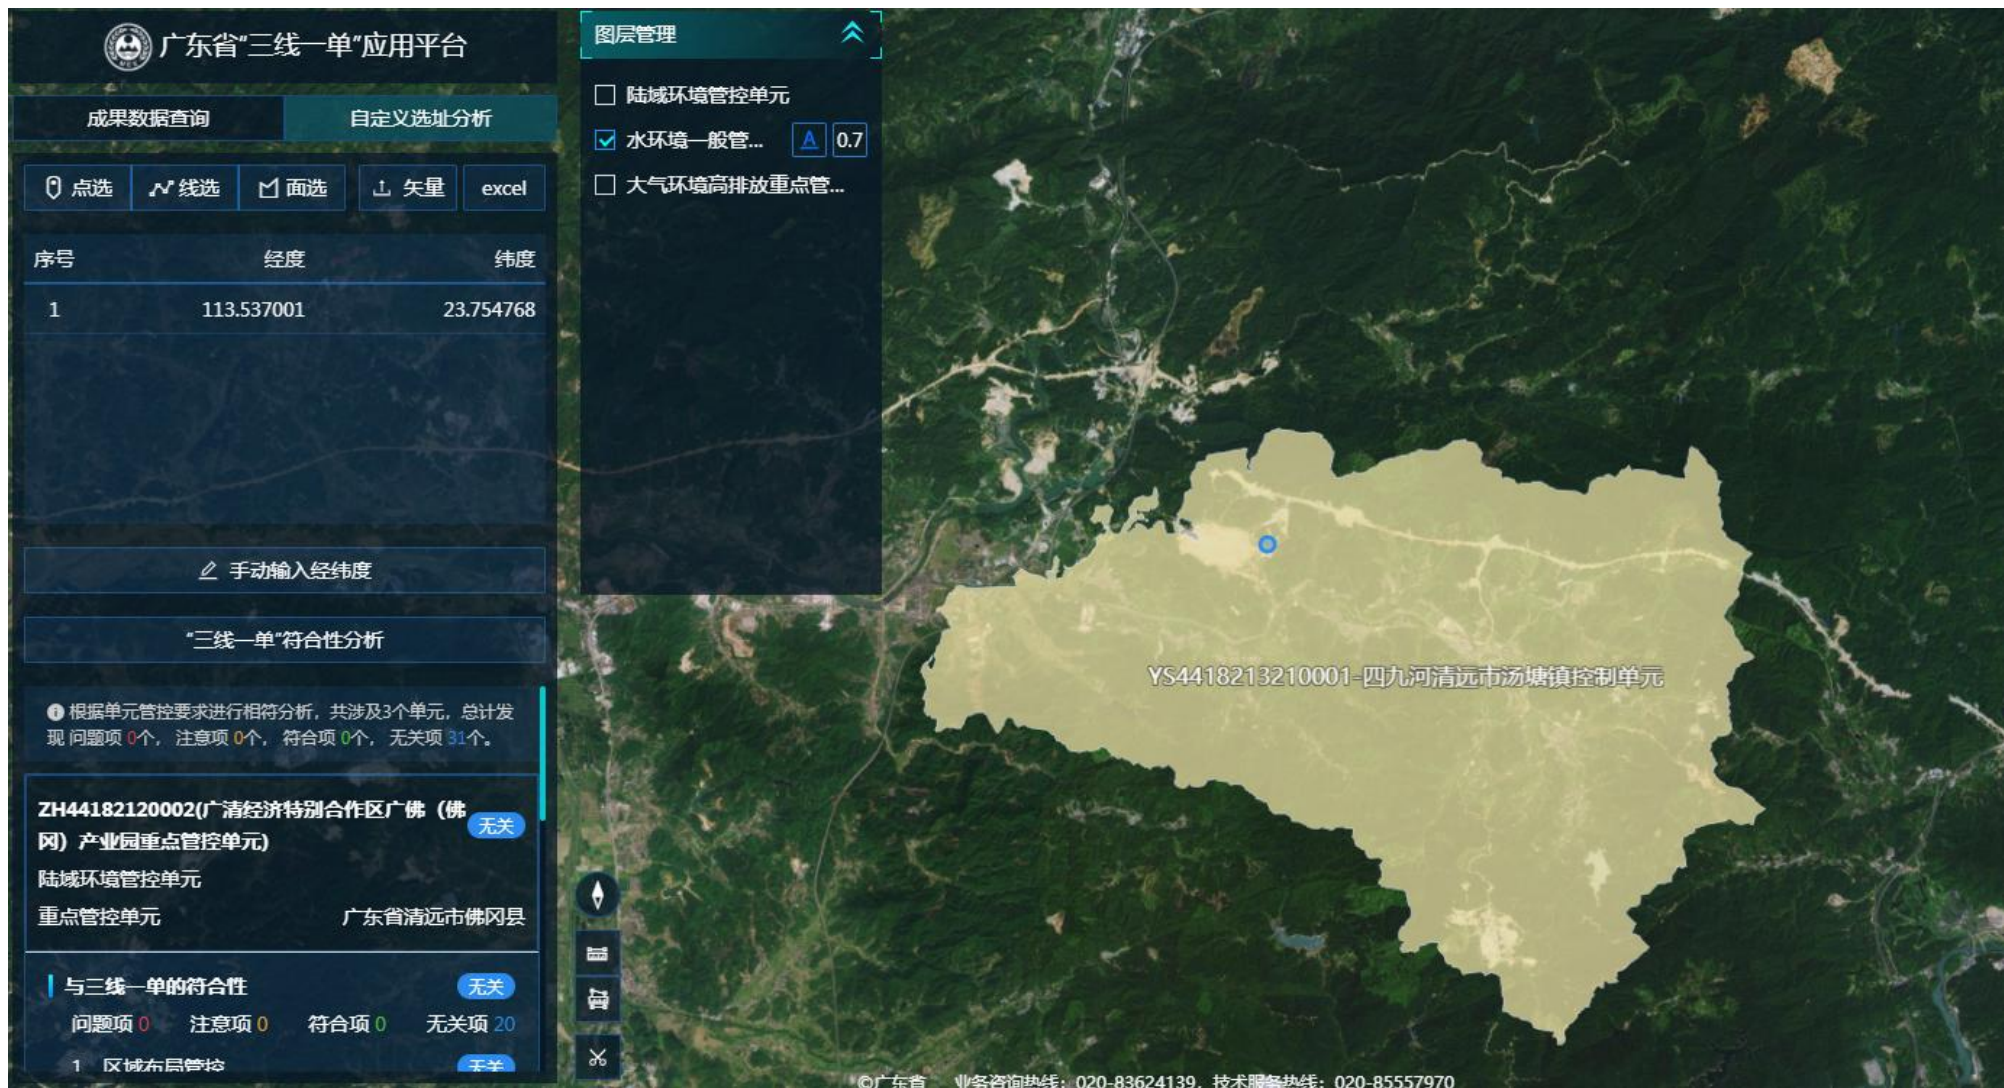 广东省“三线一单”应用平台
成果数据查询 自定义选址分析
点选 线选 面选 矢量 excel
序号 经度 纬度
1 113.537001 23.754768
手动输入经纬度
“三线一单”符合性分析
根据单元管控要求进行相符分析，共涉及3个单元，总计发
现 问题项 0个， 注意项 0个， 符合项 0个， 无关项 31个。
ZH44182120002(广清经济特别合作区广佛（佛
冈）产业园重点管控单元)
无关
陆域环境管控单元
重点管控单元 广东省清远市佛冈县
与三线一单的符合性 无关
问题项 0 注意项 0 符合项 0 无关项 20
1、区域布局管控 无关
图层管理
陆域环境管控单元
水环境一般管... A 0.7
大气环境高排放重点管...
YS4418213210001-四九河清远市汤塘镇控制单元
©广东省 业务咨询热线：020-83624139，技术服务热线：020-85557970